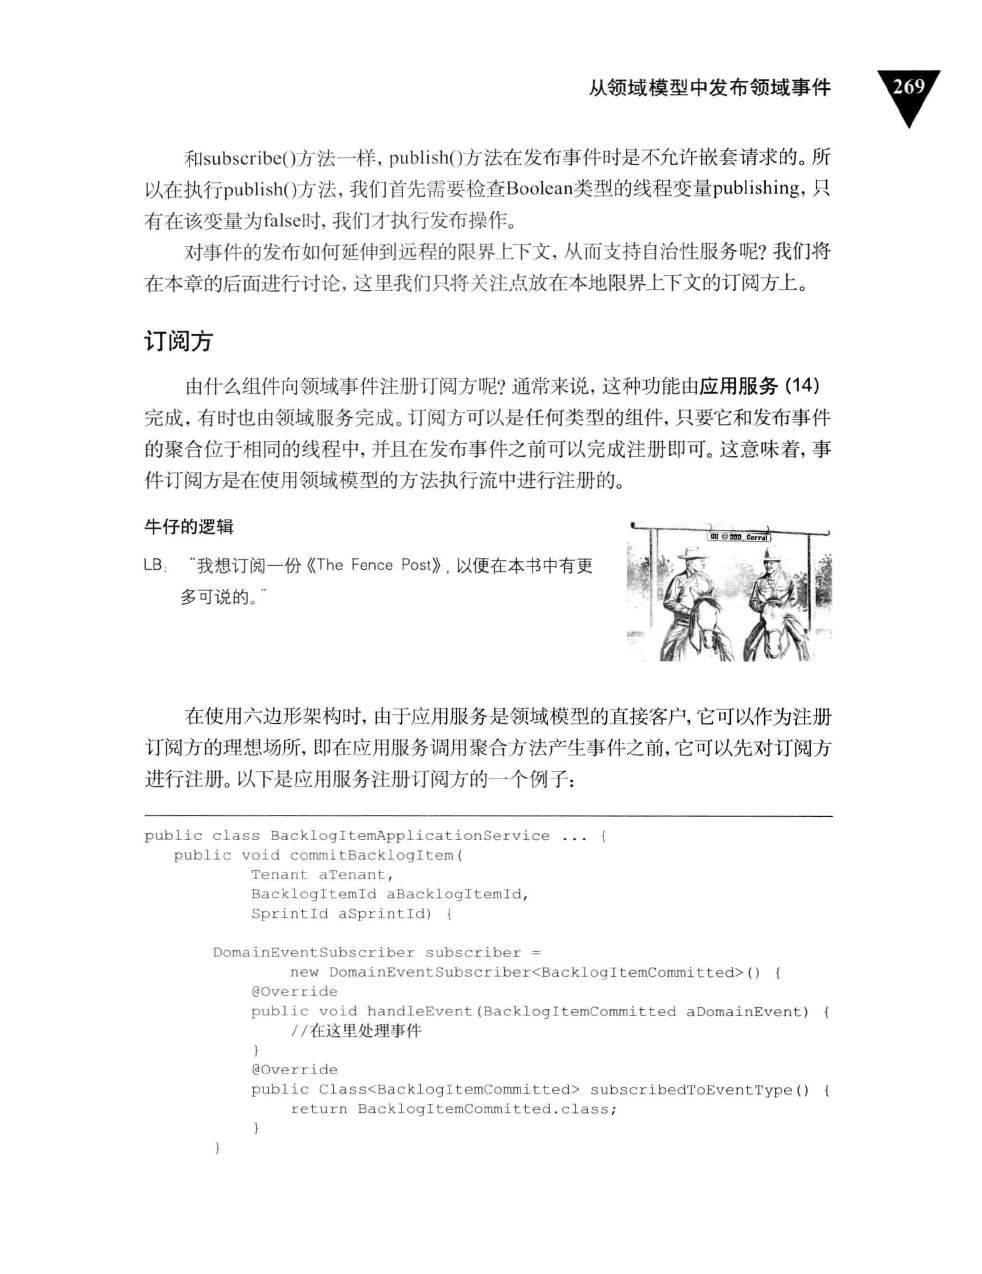 从领域模型中发布领域事件
269
和subscribe()方法一样，publish()方法在发布事件时是不允许嵌套请求的。所
以在执行publish()方法，我们首先需要检查Boolean类型的线程变量publishing，只
有在该变量为false时，我们才执行发布操作。
对事件的发布如何延伸到远程的限界上下文，从而支持自治性服务呢？我们将
在本章的后面进行讨论，这里我们只将关注点放在本地限界上下文的订阅方上。
订阅方
由什么组件向领域事件注册订阅方呢？通常来说，这种功能由应用服务（14）
完成，有时也由领域服务完成。订阅方可以是任何类型的组件，只要它和发布事件
的聚合位于相同的线程中，并且在发布事件之前可以完成注册即可。这意味着，事
件订阅方是在使用领域模型的方法执行流中进行注册的。
牛仔的逻辑
LB：“我想订阅一份《The Fence Post》，以便在本书中有更
多可说的。”
在使用六边形架构时，由于应用服务是领域模型的直接客户，它可以作为注册
订阅方的理想场所，即在应用服务调用聚合方法产生事件之前，它可以先对订阅方
进行注册。以下是应用服务注册订阅方的一个例子：
public class BacklogItemApplicationService ... {
public void commitBacklogItem(
Tenant aTenant,
BacklogItemId aBacklogItemId,
SprintId aSprintId) {
DomainEventSubscriber subscriber =
new DomainEventSubscriber<BacklogItemCommitted>() {
@Override
public void handleEvent(BacklogItemCommitted aDomainEvent) {
//在这里处理事件
}
@Override
public Class<BacklogItemCommitted> subscribedToEventType() {
return BacklogItemCommitted.class;
}
}